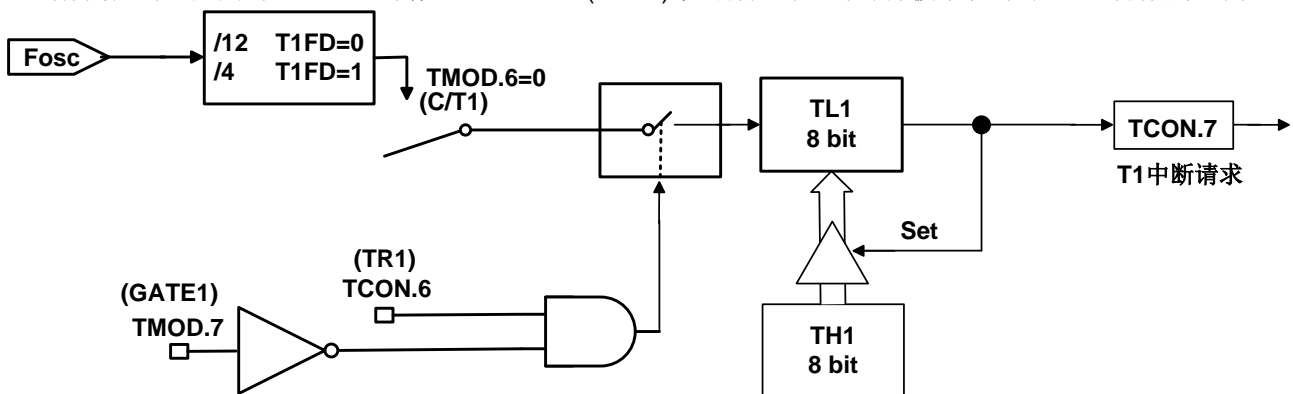 Fosc
/12 T1FD=0
/4 T1FD=1
TMOD.6=0
(C/T1)
TL1
8 bit
TCON.7
T1中断请求
Set
(TR1)
TCON.6
(GATE1)
TMOD.7
TH1
8 bit